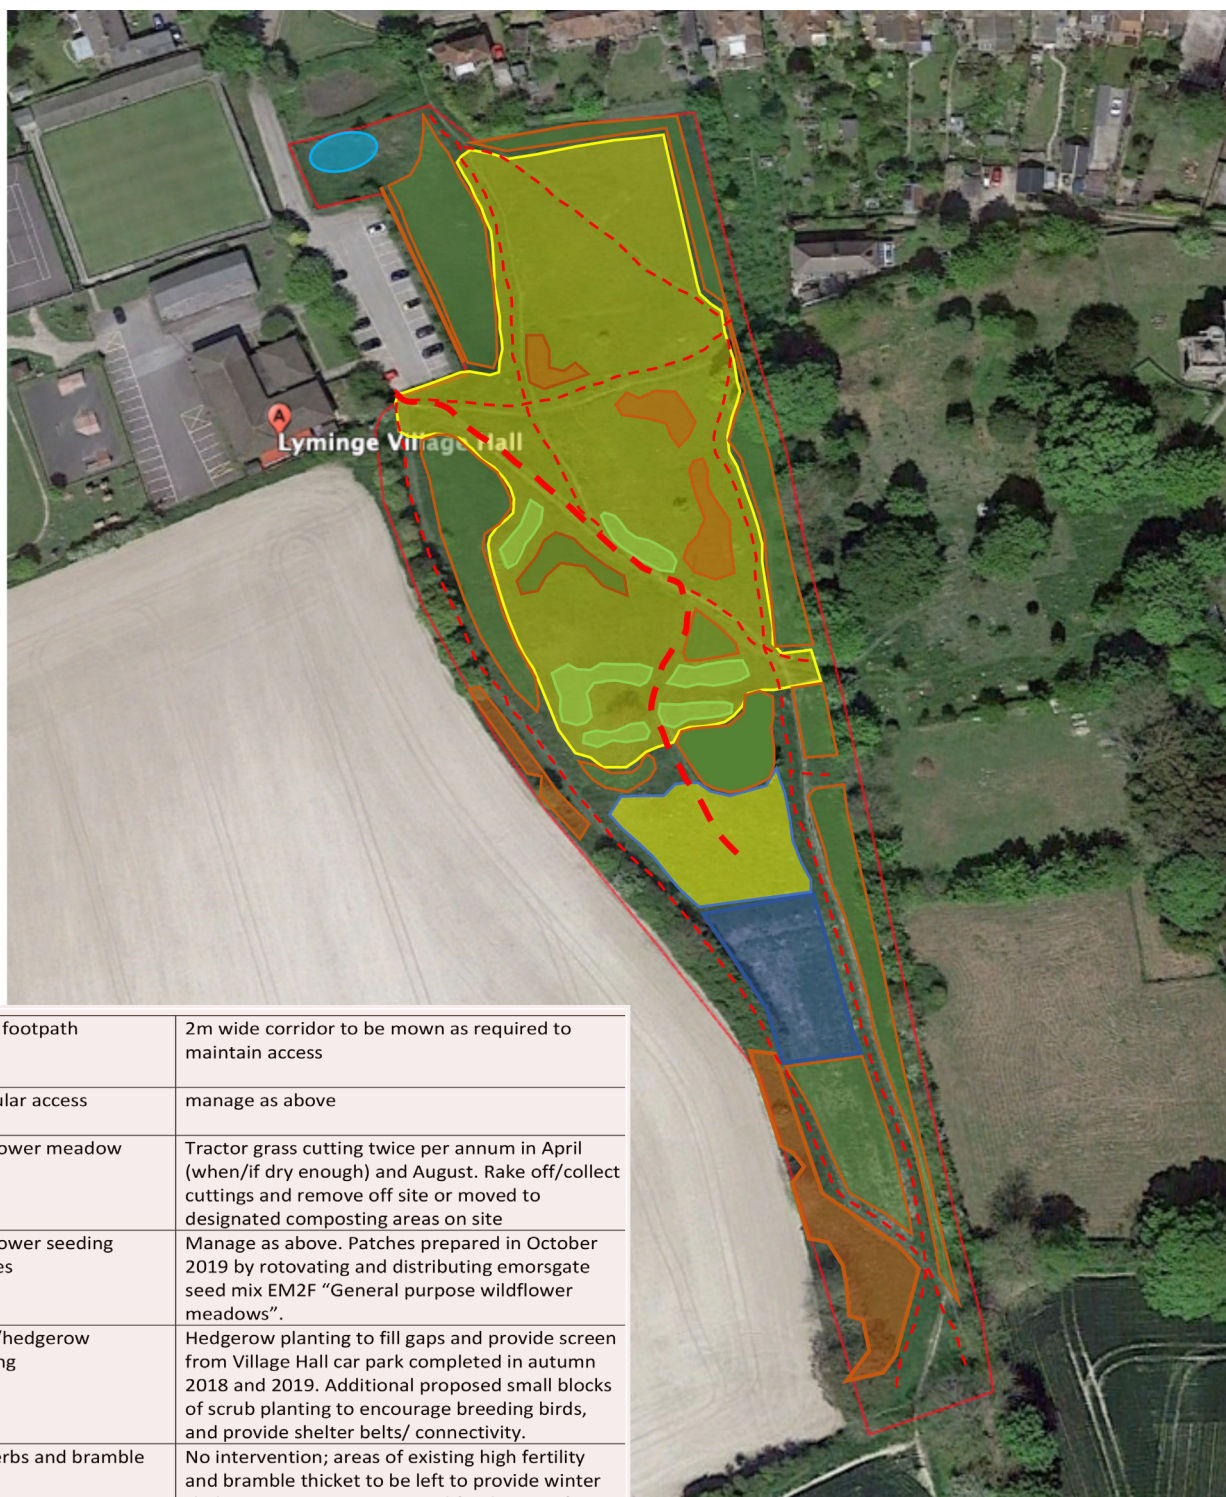 A
Lyminge Village Hall
footpath
2m wide corridor to be mown as required to
maintain access
ular access
manage as above
ower meadow
Tractor grass cutting twice per annum in April
(when/if dry enough) and August. Rake off/collect
cuttings and remove off site or moved to
designated composting areas on site
ower seeding
es
Manage as above. Patches prepared in October
2019 by rotovating and distributing emorsgate
seed mix EM2F “General purpose wildflower
meadows”.
/hedgerow
ng
Hedgerow planting to fill gaps and provide screen
from Village Hall car park completed in autumn
2018 and 2019. Additional proposed small blocks
of scrub planting to encourage breeding birds,
and provide shelter belts/ connectivity.
erbs and bramble
No intervention; areas of existing high fertility
and bramble thicket to be left to provide winter